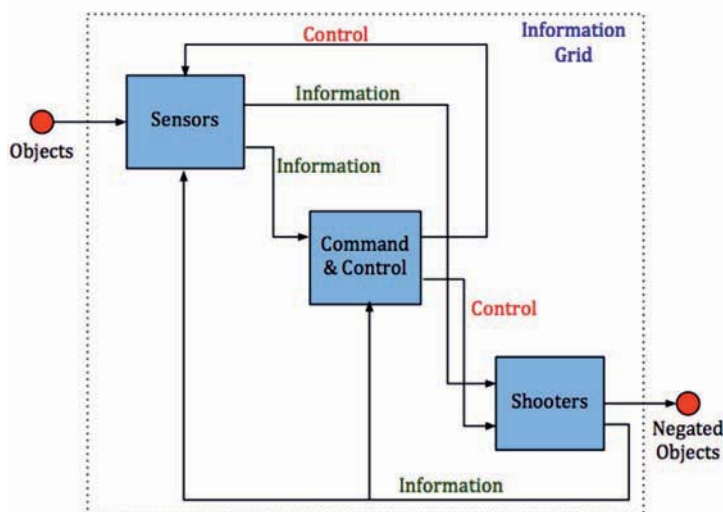 Control
Information
Grid
Sensors
Information
Objects
Information
Command
& Control
Control
Shooters
Negated
Objects
Information